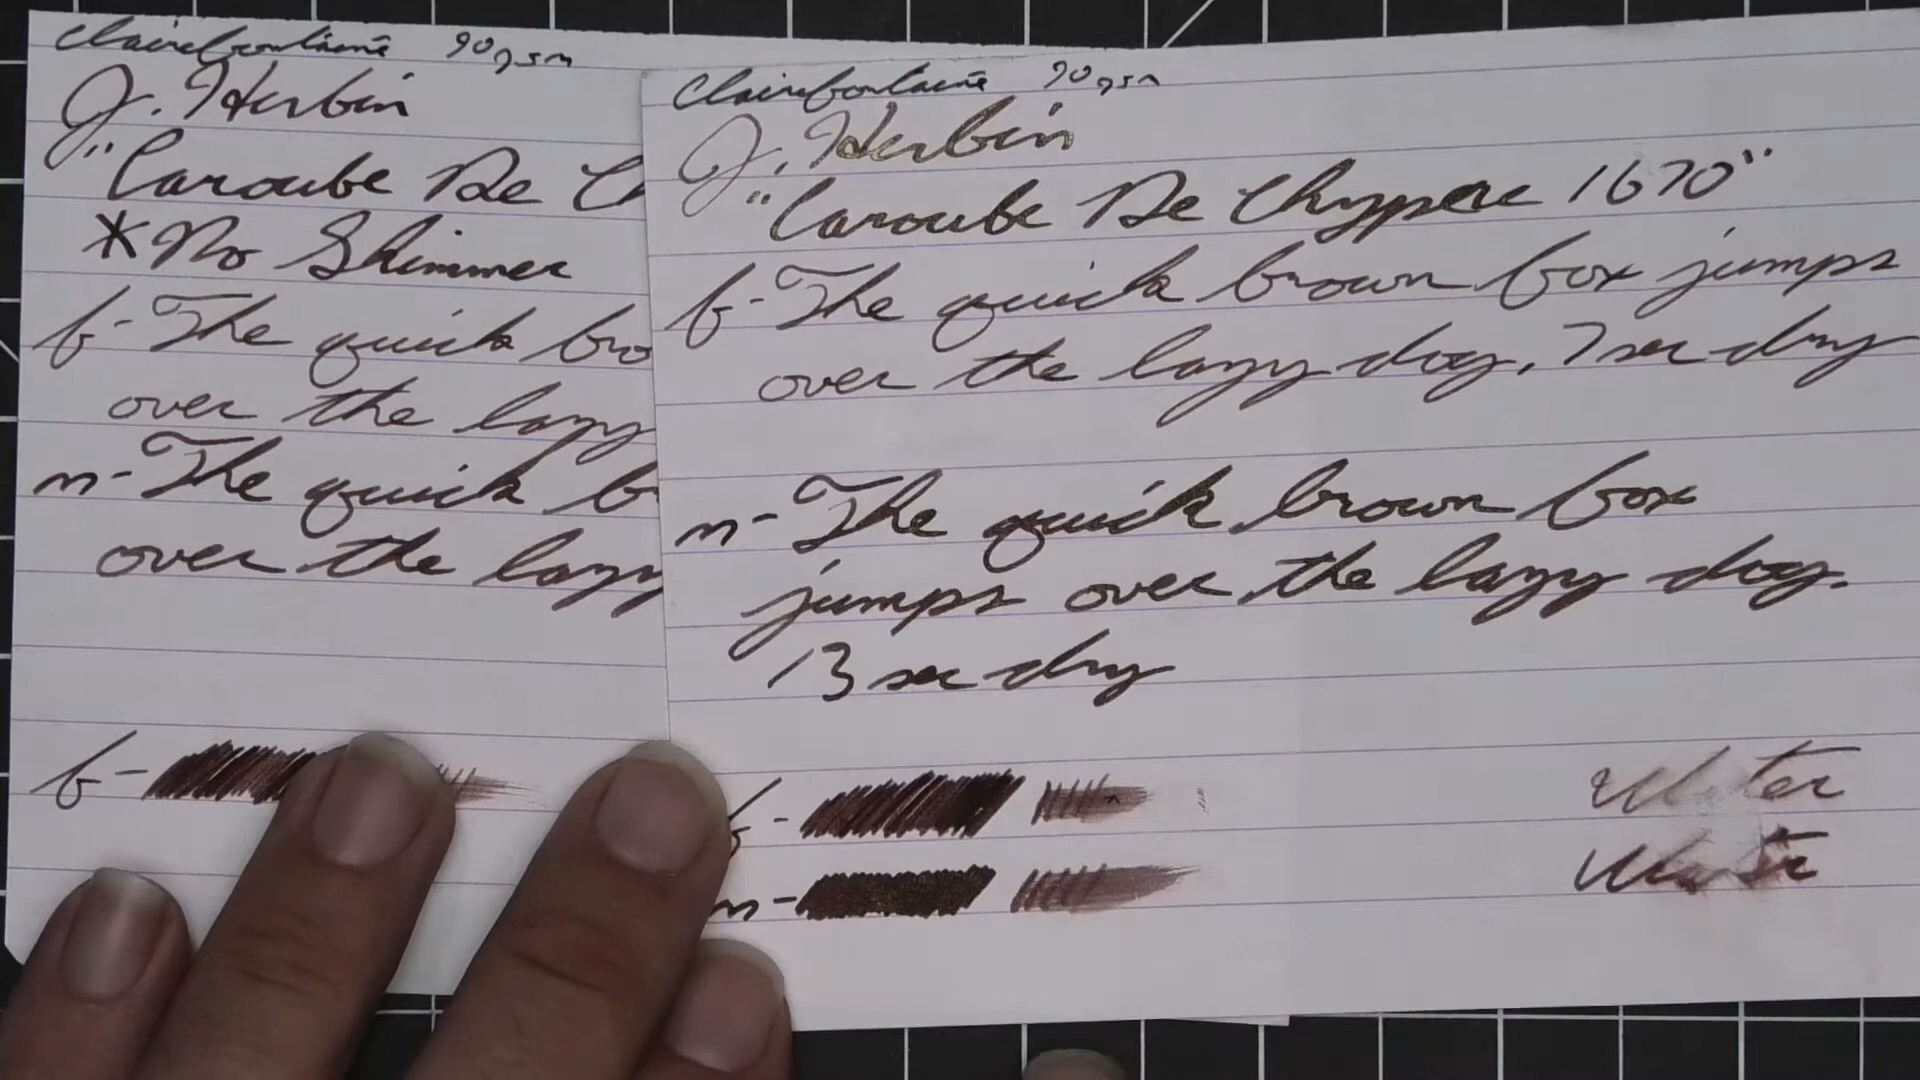 Clairefontaine 90gsm
J. Herbin
"Caroube De C
*No Shimmer
f-The quick bro
over the lazy
m-The quick b
over the lazy
f-
Clairefontaine 90gsm
J. Herbin
"Caroube De Chypere 1670"
f-The quick brown fox jumps
over the lazy dog. 7 sec dry
m-The quick brown fox
jumps over the lazy dog.
13 sec dry
f-
Water
m-
Water